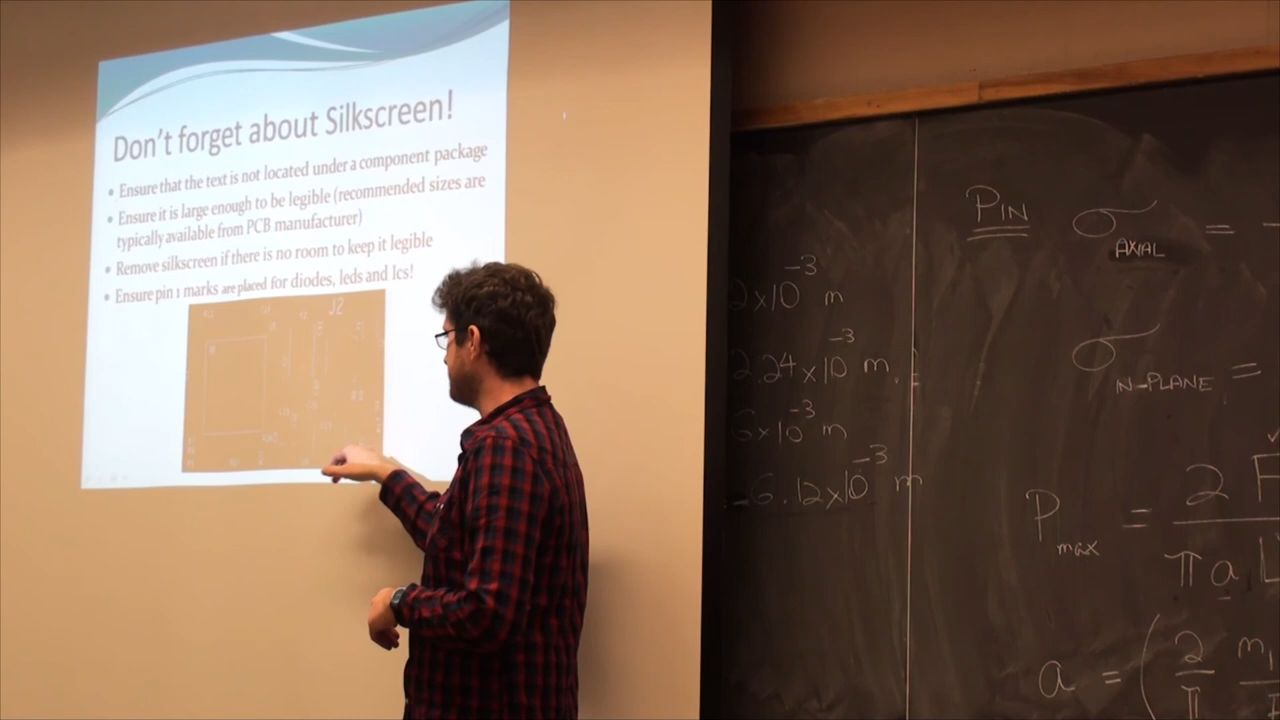 Don't forget about Silkscreen!
• Ensure that the text is not located under a component package
• Ensure it is large enough to be legible (recommended sizes are
typically available from PCB manufacturer)
• Remove silkscreen if there is no room to keep it legible
• Ensure pin 1 marks are placed for diodes, leds and Ics!
J2
2x10⁻³ m
2.24x10⁻³ m
6x10⁻³ m
6.12x10⁻³ m
PIN σ AXIAL =
σ IN-PLANE =
P max = 2 F
π a L
a = ( 2 m
π